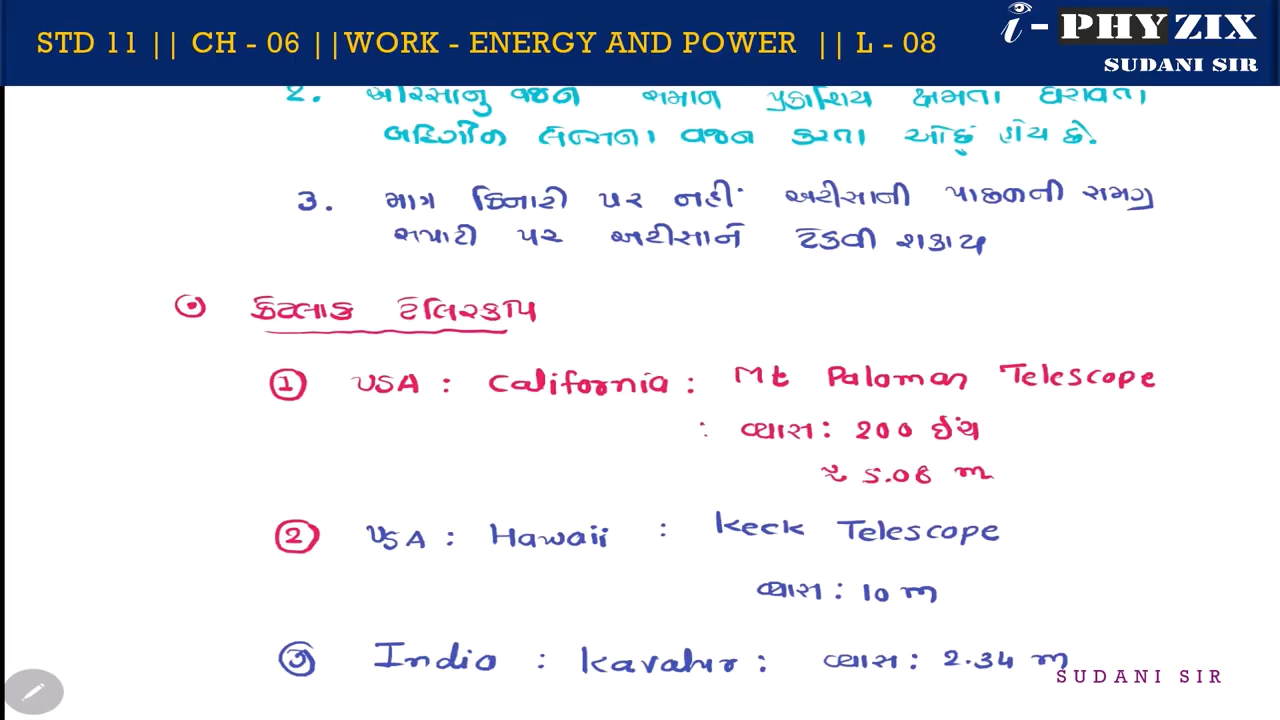 STD 11 || CH - 06 ||WORK - ENERGY AND POWER || L - 08
i-PHYZIX
SUDANI SIR
2. અરિસાનુ વજન સમાન પ્રકાશિય ક્ષમતા ધરાવતા
બહિર્ગોળ લેન્સના વજન કરતા ઓછું હોય છે.
3. માત્ર કિનારી પર નહીં અરીસાની પાછળની સમગ્ર
સપાટી પર અરીસાને ટેકવી શકાય
કેટલાક ટેલિસ્કોપ
① USA : California : Mt Palomar Telescope
: વ્યાસ : 200 ઈંચ
≈ 5.08 m
② USA : Hawaii : Keck Telescope
વ્યાસ : 10 m
③ India : Kavalur : વ્યાસ : 2.34 m
SUDANI SIR